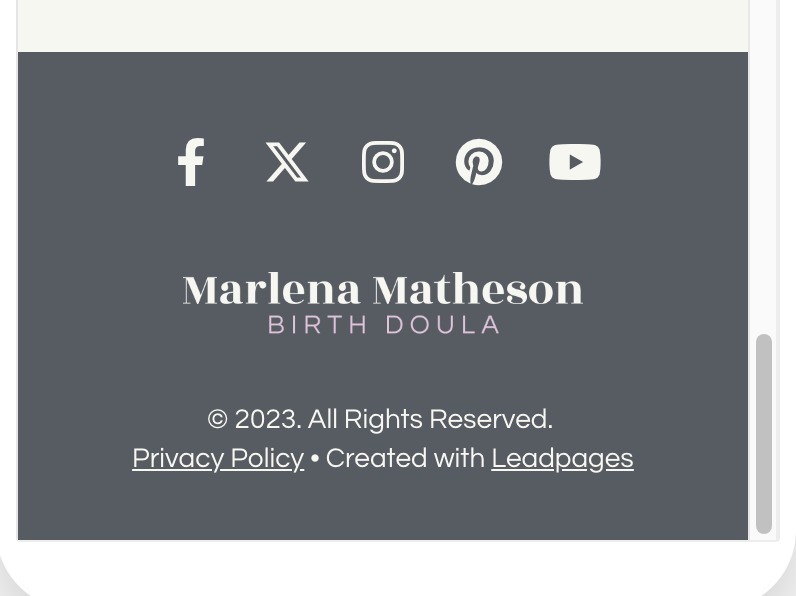 Marlena Matheson
BIRTH DOULA
© 2023. All Rights Reserved.
Privacy Policy • Created with Leadpages